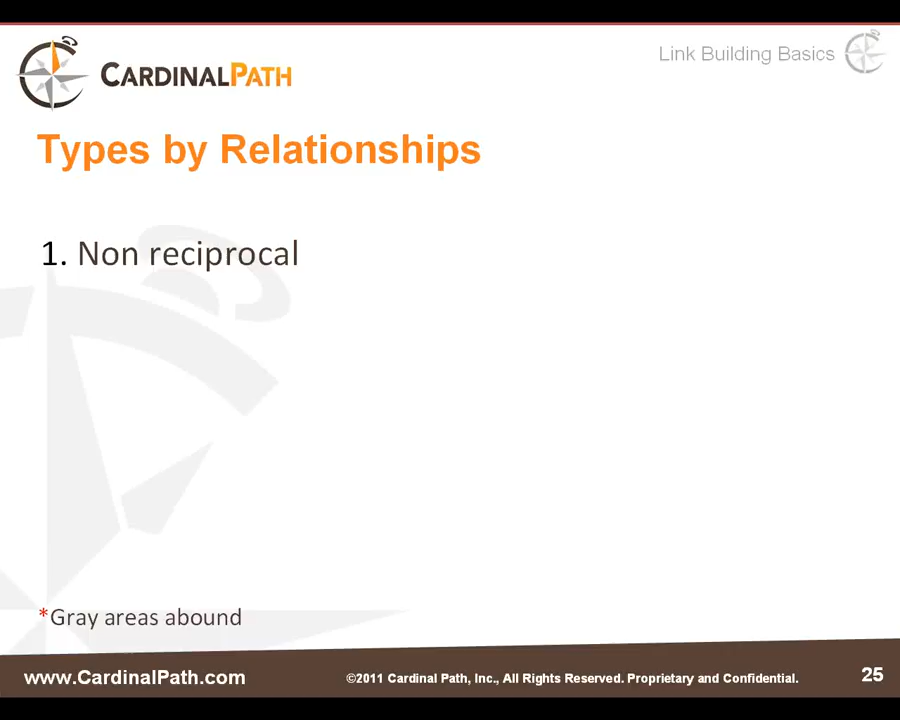 CARDINALPATH
Link Building Basics
Types by Relationships
1. Non reciprocal
*Gray areas abound
www.CardinalPath.com
©2011 Cardinal Path, Inc., All Rights Reserved. Proprietary and Confidential.
25